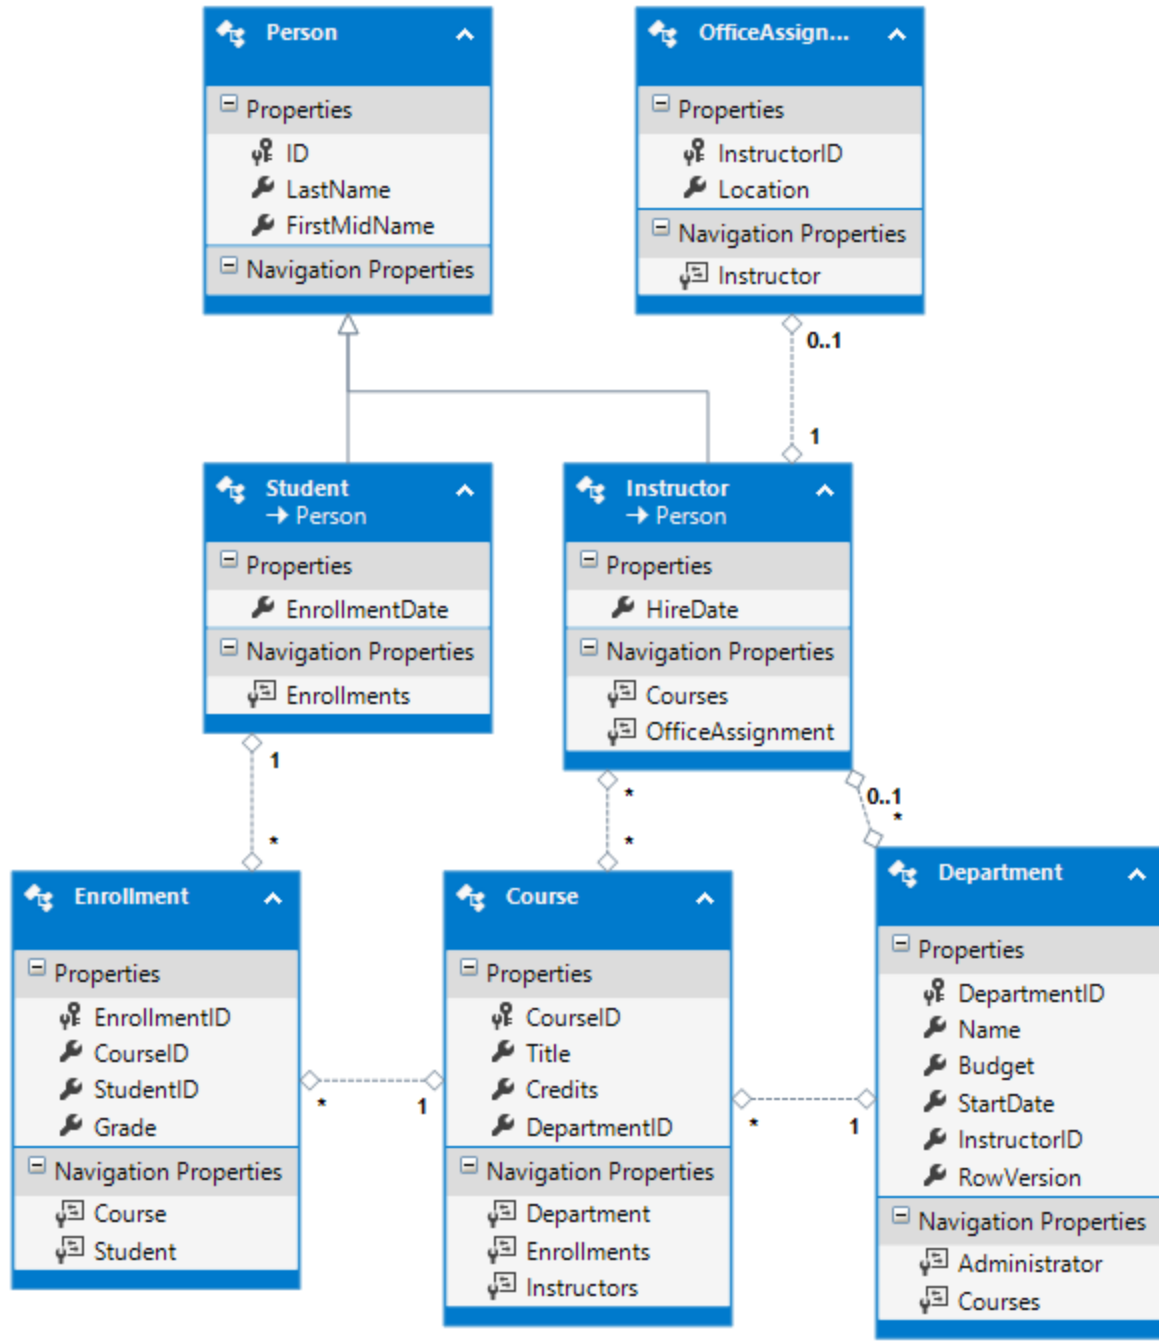 Person
Properties
ID
LastName
FirstMidName
Navigation Properties
OfficeAssign...
Properties
InstructorID
Location
Navigation Properties
Instructor
0..1
1
Student
→ Person
Properties
EnrollmentDate
Navigation Properties
Enrollments
Instructor
→ Person
Properties
HireDate
Navigation Properties
Courses
OfficeAssignment
1
*
*
*
0..1
*
Enrollment
Properties
EnrollmentID
CourseID
StudentID
Grade
Navigation Properties
Course
Student
* 1
Course
Properties
CourseID
Title
Credits
DepartmentID
Navigation Properties
Department
Enrollments
Instructors
* 1
Department
Properties
DepartmentID
Name
Budget
StartDate
InstructorID
RowVersion
Navigation Properties
Administrator
Courses